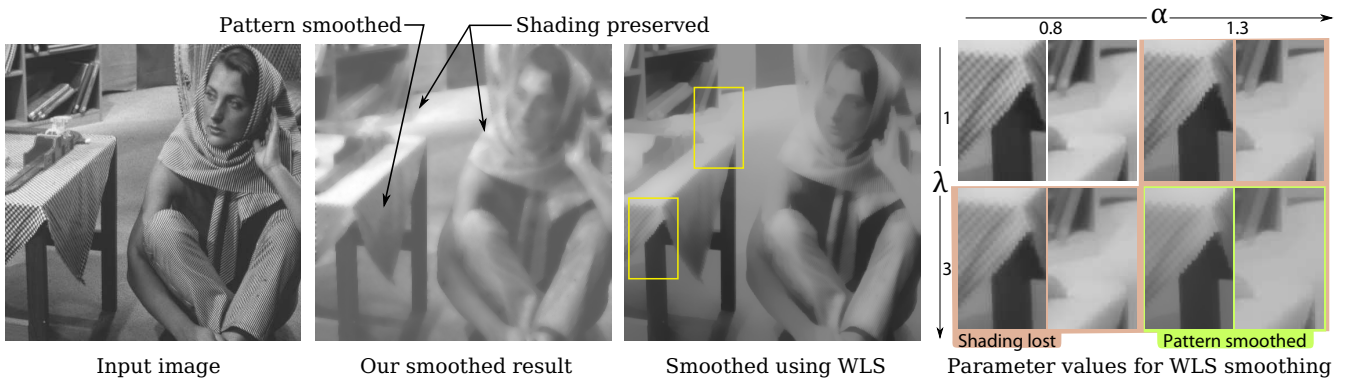 Pattern smoothed
Shading preserved
α
0.8
1.3
1
λ
3
Shading lost
Pattern smoothed
Input image
Our smoothed result
Smoothed using WLS
Parameter values for WLS smoothing